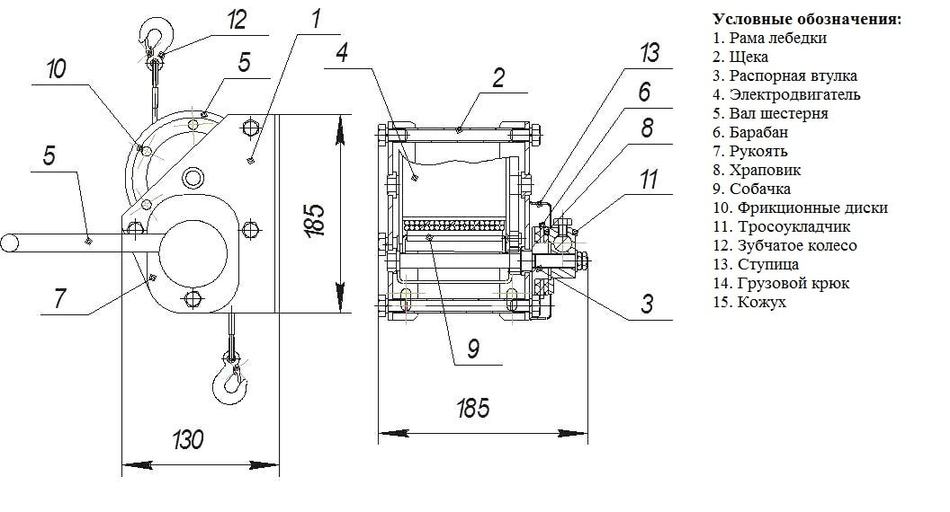 12
1
5
4
2
13
10
6
8
5
11
185
7
3
9
185
130
Условные обозначения:
1. Рама лебедки
2. Щека
3. Распорная втулка
4. Электродвигатель
5. Вал шестерня
6. Барабан
7. Рукоять
8. Храповик
9. Собачка
10. Фрикционные диски
11. Тросоукладчик
12. Зубчатое колесо
13. Ступица
14. Грузовой крюк
15. Кожух